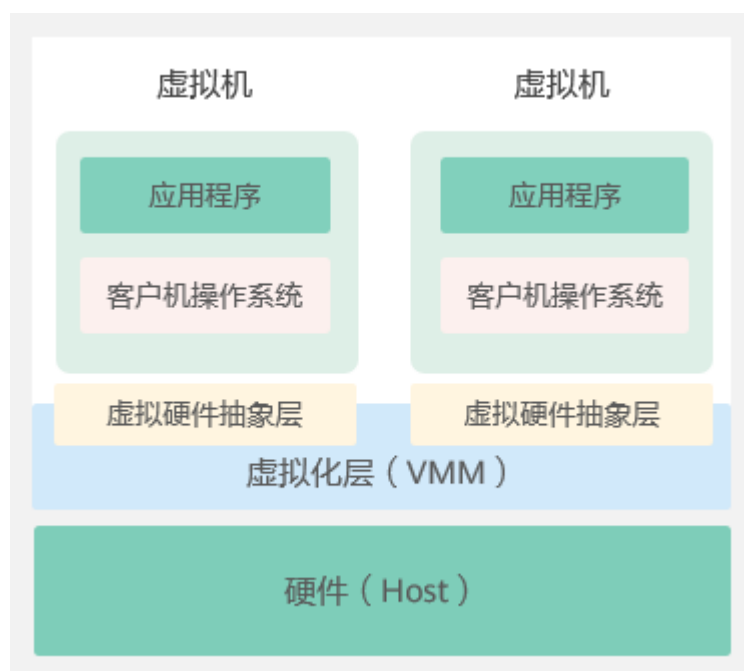 虚拟机 虚拟机
应用程序 应用程序
客户机操作系统 客户机操作系统
虚拟硬件抽象层 虚拟硬件抽象层
虚拟化层（VMM）
硬件（Host）